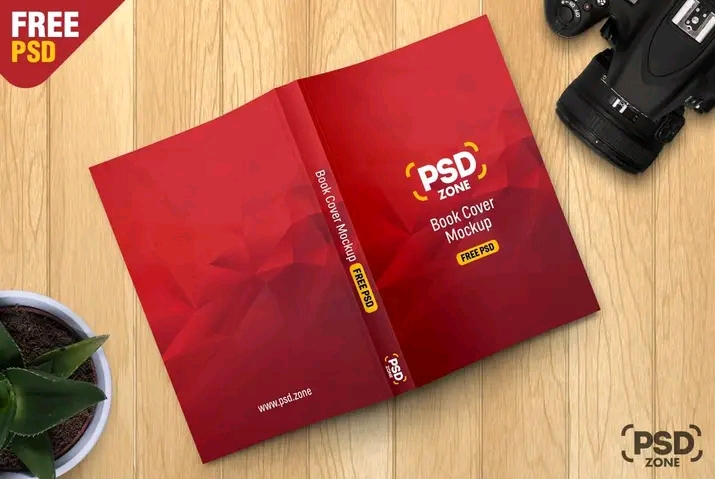 FREE
PSD
PSD
ZONE
Book Cover
Mockup
FREE PSD
Book Cover Mockup
FREE PSD
PSD
ZONE
www.psd.zone
PSD
ZONE